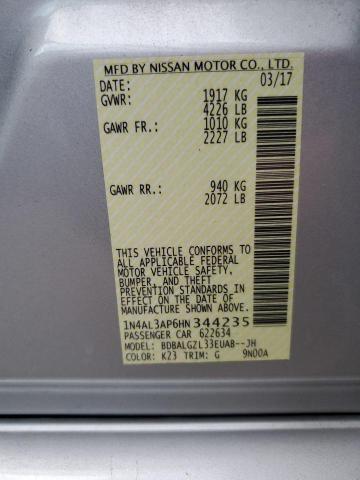 MFD BY NISSAN MOTOR CO., LTD.
DATE: 03/17
GVWR: 1917 KG
4226 LB
GAWR FR.: 1010 KG
2227 LB
GAWR RR.: 940 KG
2072 LB
THIS VEHICLE CONFORMS TO
ALL APPLICABLE FEDERAL
MOTOR VEHICLE SAFETY,
BUMPER, AND THEFT
PREVENTION STANDARDS IN
EFFECT ON THE DATE OF
MANUFACTURE SHOWN ABOVE.
1N4AL3AP6HN 344235
PASSENGER CAR 622634
MODEL: BDBALGZL33EUAB--JH
COLOR: K23 TRIM: G 9N00A